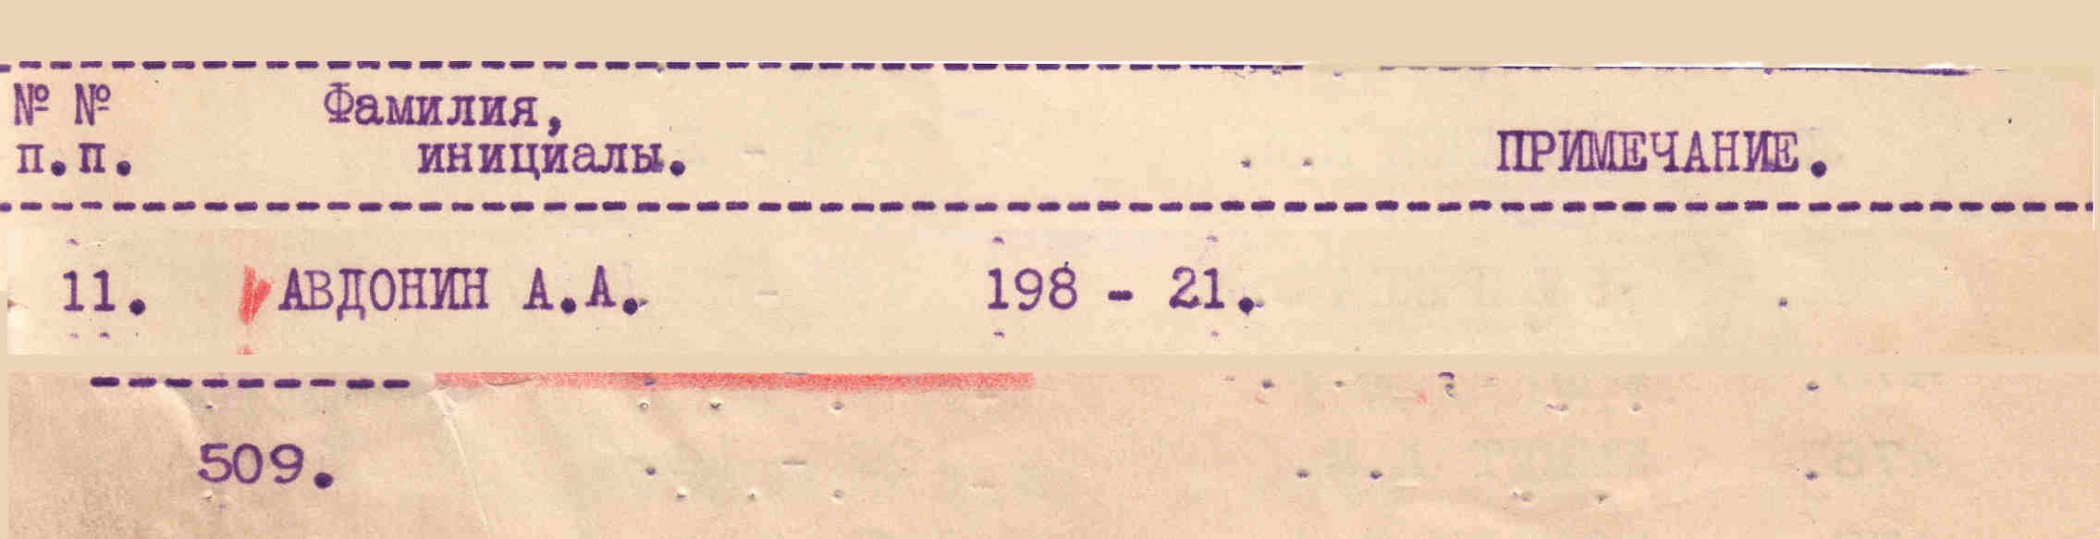 № № Фамилия,
п.п. инициалы. ПРИМЕЧАНИЕ.
11. АВДОНИН А.А. 198 - 21.
509.